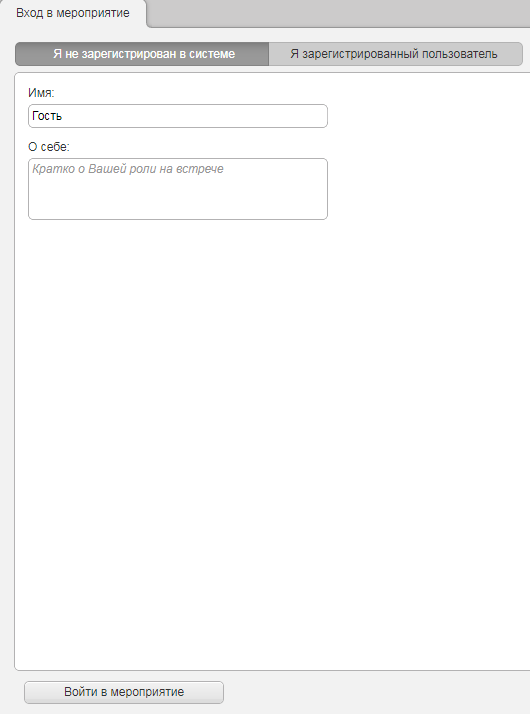 Вход в мероприятие
Я не зарегистрирован в системе
Я зарегистрированный пользователь
Имя:
Гость
О себе:
Кратко о Вашей роли на встрече
Войти в мероприятие